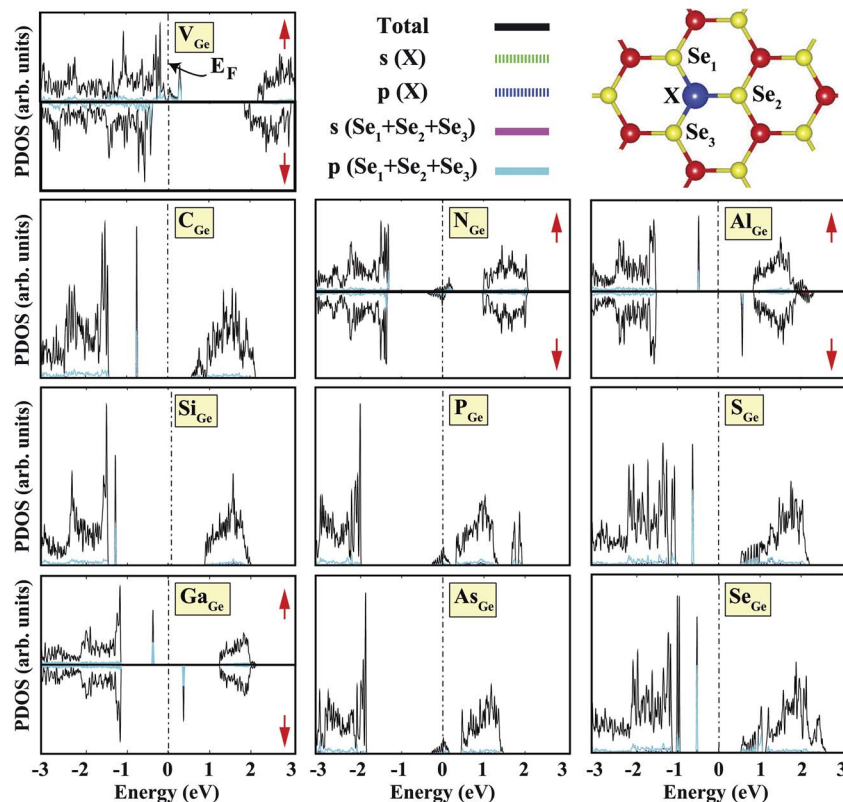 PDOS (arb. units)
V_Ge
E_F
Total
s (X)
p (X)
s (Se1+Se2+Se3)
p (Se1+Se2+Se3)
Se1
X
Se2
Se3
PDOS (arb. units)
C_Ge
N_Ge
Al_Ge
PDOS (arb. units)
Si_Ge
P_Ge
S_Ge
PDOS (arb. units)
Ga_Ge
As_Ge
Se_Ge
-3 -2 -1 0 1 2 3
-3 -2 -1 0 1 2 3
-3 -2 -1 0 1 2 3
Energy (eV)
Energy (eV)
Energy (eV)